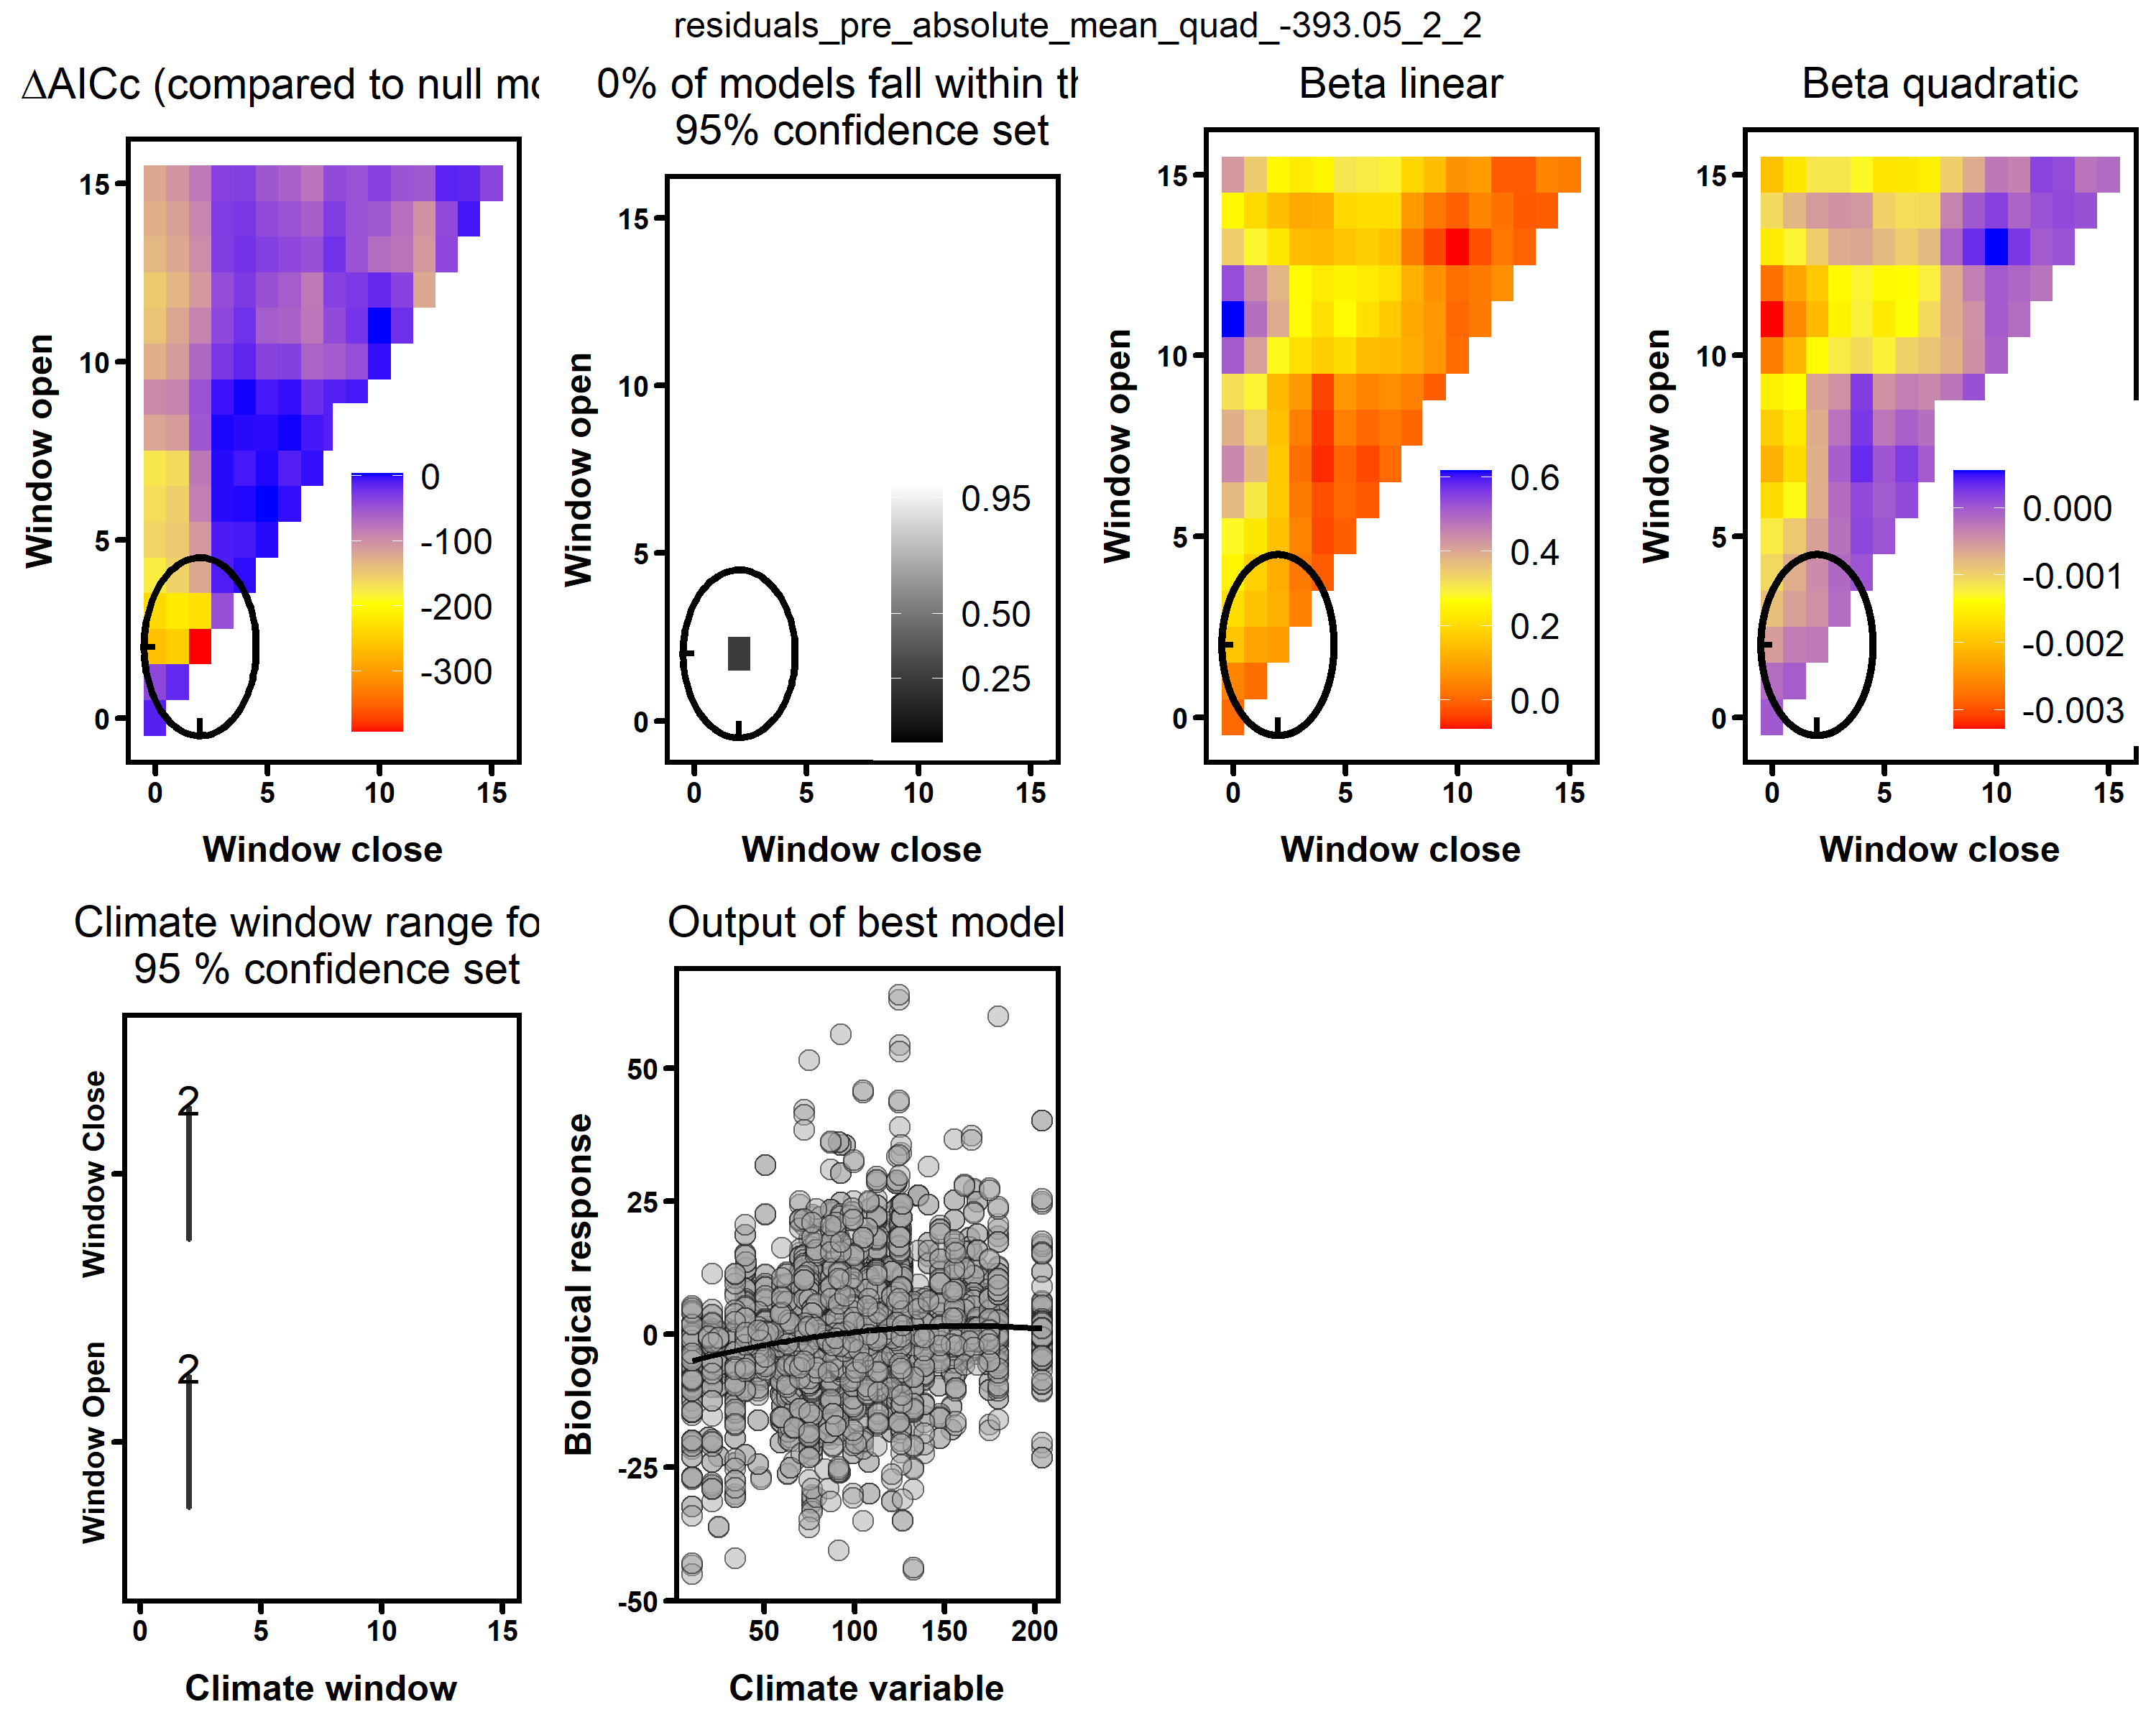 residuals_pre_absolute_mean_quad_-393.05_2_2
ΔAICc (compared to null mo
15
10
5
0
0
-100
-200
-300
0 5 10 15
Window open
Window close
0% of models fall within th
95% confidence set
15
10
5
0
0.95
0.50
0.25
0 5 10 15
Window open
Window close
Beta linear
15
10
5
0
0.6
0.4
0.2
0.0
0 5 10 15
Window open
Window close
Beta quadratic
15
10
5
0
0.000
-0.001
-0.002
-0.003
0 5 10 15
Window open
Window close
Climate window range fo
95 % confidence set
Window Close
Window Open
2
2
0 5 10 15
Climate window
Output of best model
50
25
0
-25
-50
50 100 150 200
Biological response
Climate variable